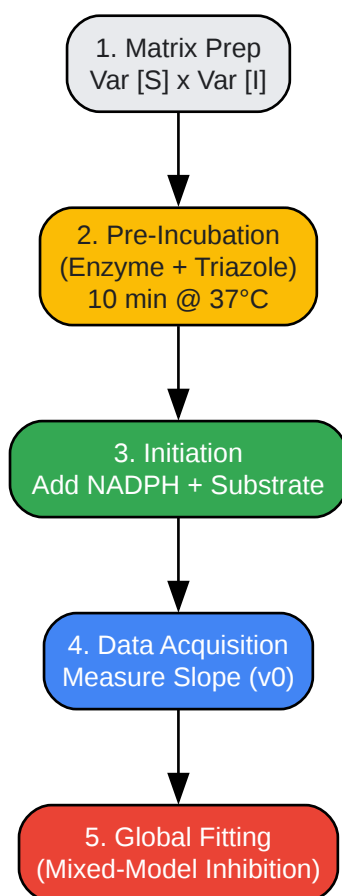 1. Matrix Prep
Var [S] x Var [I]
2. Pre-Incubation
(Enzyme + Triazole)
10 min @ 37°C
3. Initiation
Add NADPH + Substrate
4. Data Acquisition
Measure Slope (v0)
5. Global Fitting
(Mixed-Model Inhibition)